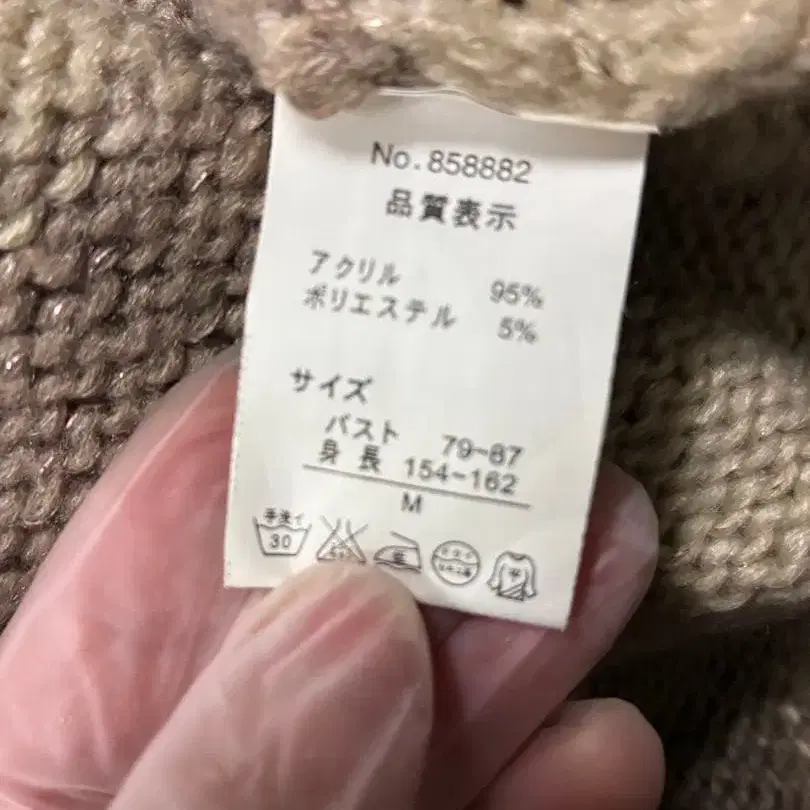 No.858882
品質表示
アクリル 95%
ポリエステル 5%
サイズ
バスト 79-87
身長 154-162
M
手洗イ
30
平